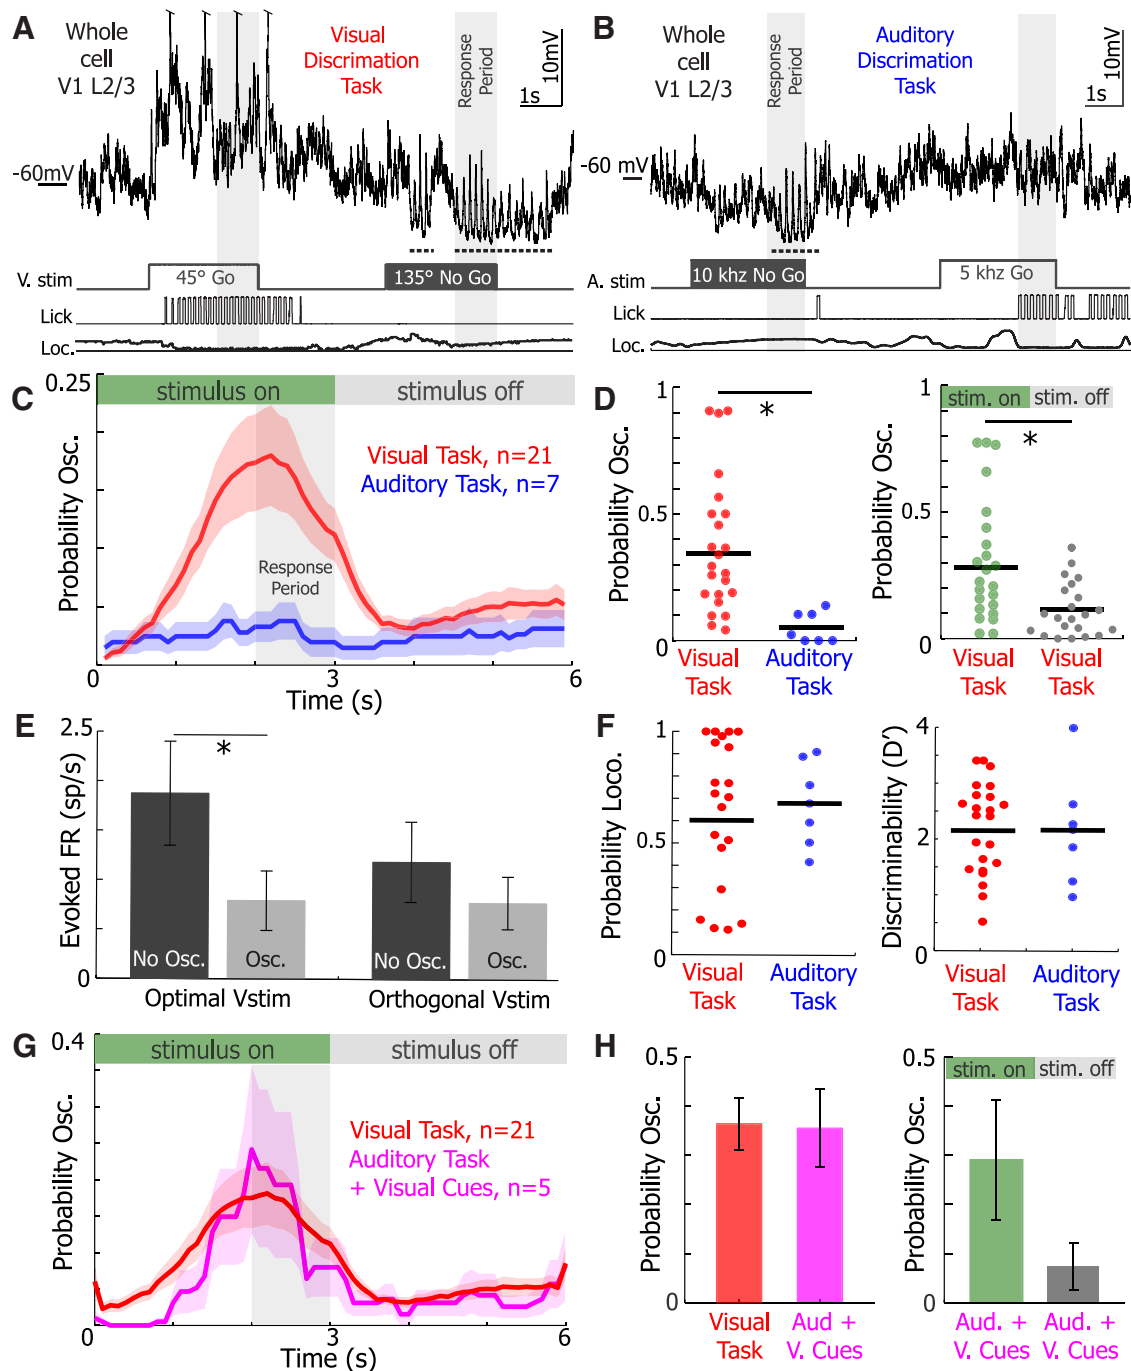 A
Whole
cell
V1 L2/3
Visual
Discrimation
Task
Response
Period
10mV
1s
-60mV
V. stim
45° Go
135° No Go
Lick
Loc.
B
Whole
cell
V1 L2/3
Auditory
Discrimation
Task
Response
Period
10mV
1s
-60 mV
A. stim
10 khz No Go
5 khz Go
Lick
Loc.
C
0.25
stimulus on
stimulus off
Probability Osc.
Visual Task, n=21
Auditory Task, n=7
Response
Period
0
3
6
Time (s)
D
Probability Osc.
1
0.5
0
*
Visual
Task
Auditory
Task
Probability Osc.
1
0.5
0
stim. on
stim. off
*
Visual
Task
Visual
Task
E
2.5
Evoked FR (sp/s)
0
*
No Osc.
Osc.
No Osc.
Osc.
Optimal Vstim
Orthogonal Vstim
F
Probability Loco.
1
0.5
0
Visual
Task
Auditory
Task
Discriminability (D')
4
2
0
Visual
Task
Auditory
Task
G
0.4
stimulus on
stimulus off
Probability Osc.
Visual Task, n=21
Auditory Task
+ Visual Cues, n=5
0
3
6
Time (s)
H
Probability Osc.
0.5
0
Visual
Task
Aud +
V. Cues
Probability Osc.
0.5
0
stim. on
stim. off
Aud. +
V. Cues
Aud. +
V. Cues